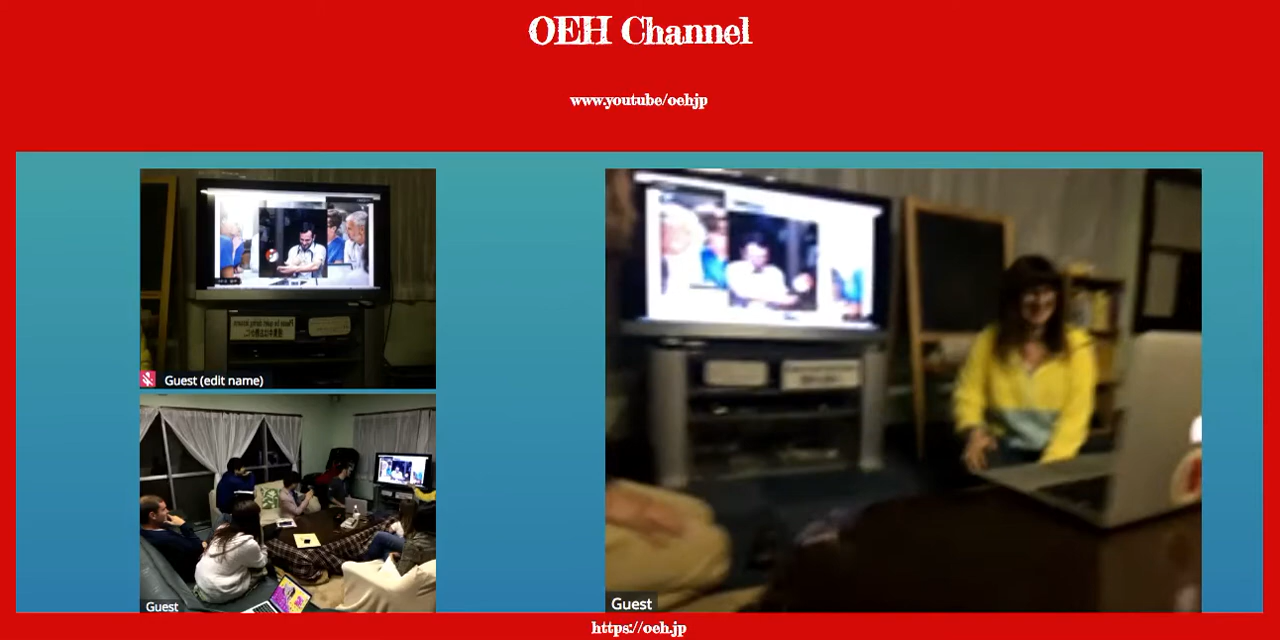 OEH Channel
www.youtube/oehjp
Guest (edit name)
Guest
Guest
https://oeh.jp